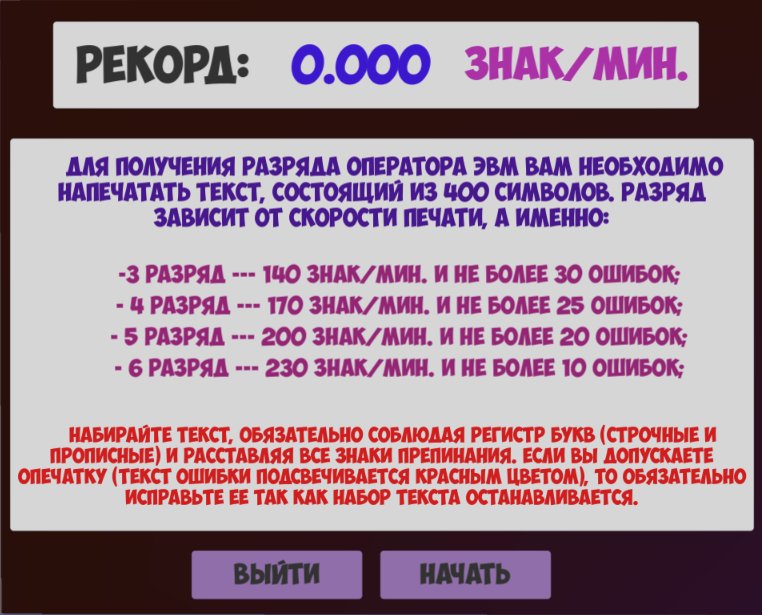 РЕКОРД: 0.000 ЗНАК/МИН.
ДЛЯ ПОЛУЧЕНИЯ РАЗРЯДА ОПЕРАТОРА ЭВМ ВАМ НЕОБХОДИМО
НАПЕЧАТАТЬ ТЕКСТ, СОСТОЯЩИЙ ИЗ 400 СИМВОЛОВ. РАЗРЯД
ЗАВИСИТ ОТ СКОРОСТИ ПЕЧАТИ, А ИМЕННО:
-3 РАЗРЯД --- 140 ЗНАК/МИН. И НЕ БОЛЕЕ 30 ОШИБОК;
- 4 РАЗРЯД --- 170 ЗНАК/МИН. И НЕ БОЛЕЕ 25 ОШИБОК;
- 5 РАЗРЯД --- 200 ЗНАК/МИН. И НЕ БОЛЕЕ 20 ОШИБОК;
- 6 РАЗРЯД --- 230 ЗНАК/МИН. И НЕ БОЛЕЕ 10 ОШИБОК;
НАБИРАЙТЕ ТЕКСТ, ОБЯЗАТЕЛЬНО СОБЛЮДАЯ РЕГИСТР БУКВ (СТРОЧНЫЕ И
ПРОПИСНЫЕ) И РАССТАВЛЯЯ ВСЕ ЗНАКИ ПРЕПИНАНИЯ. ЕСЛИ ВЫ ДОПУСКАЕТЕ
ОПЕЧАТКУ (ТЕКСТ ОШИБКИ ПОДСВЕЧИВАЕТСЯ КРАСНЫМ ЦВЕТОМ), ТО ОБЯЗАТЕЛЬНО
ИСПРАВЬТЕ ЕЕ ТАК КАК НАБОР ТЕКСТА ОСТАНАВЛИВАЕТСЯ.
ВЫЙТИ НАЧАТЬ